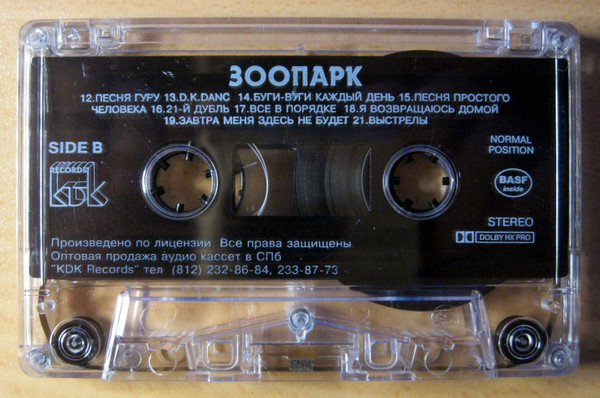 ЗООПАРК
12.ПЕСНЯ ГУРУ 13.D.K.DANC 14.БУГИ-ВУГИ КАЖДЫЙ ДЕНЬ 15.ПЕСНЯ ПРОСТОГО
ЧЕЛОВЕКА 16.21-Й ДУБЛЬ 17.ВСЕ В ПОРЯДКЕ 18.Я ВОЗВРАЩАЮСЬ ДОМОЙ
19.ЗАВТРА МЕНЯ ЗДЕСЬ НЕ БУДЕТ 21.ВЫСТРЕЛЫ
SIDE B
RECORDS
KDK
NORMAL
POSITION
BASF
inside
STEREO
DOLBY HX PRO
Произведено по лицензии Все права защищены
Оптовая продажа аудио кассет в СПб
"KDK Records" тел (812) 232-86-84, 233-87-73